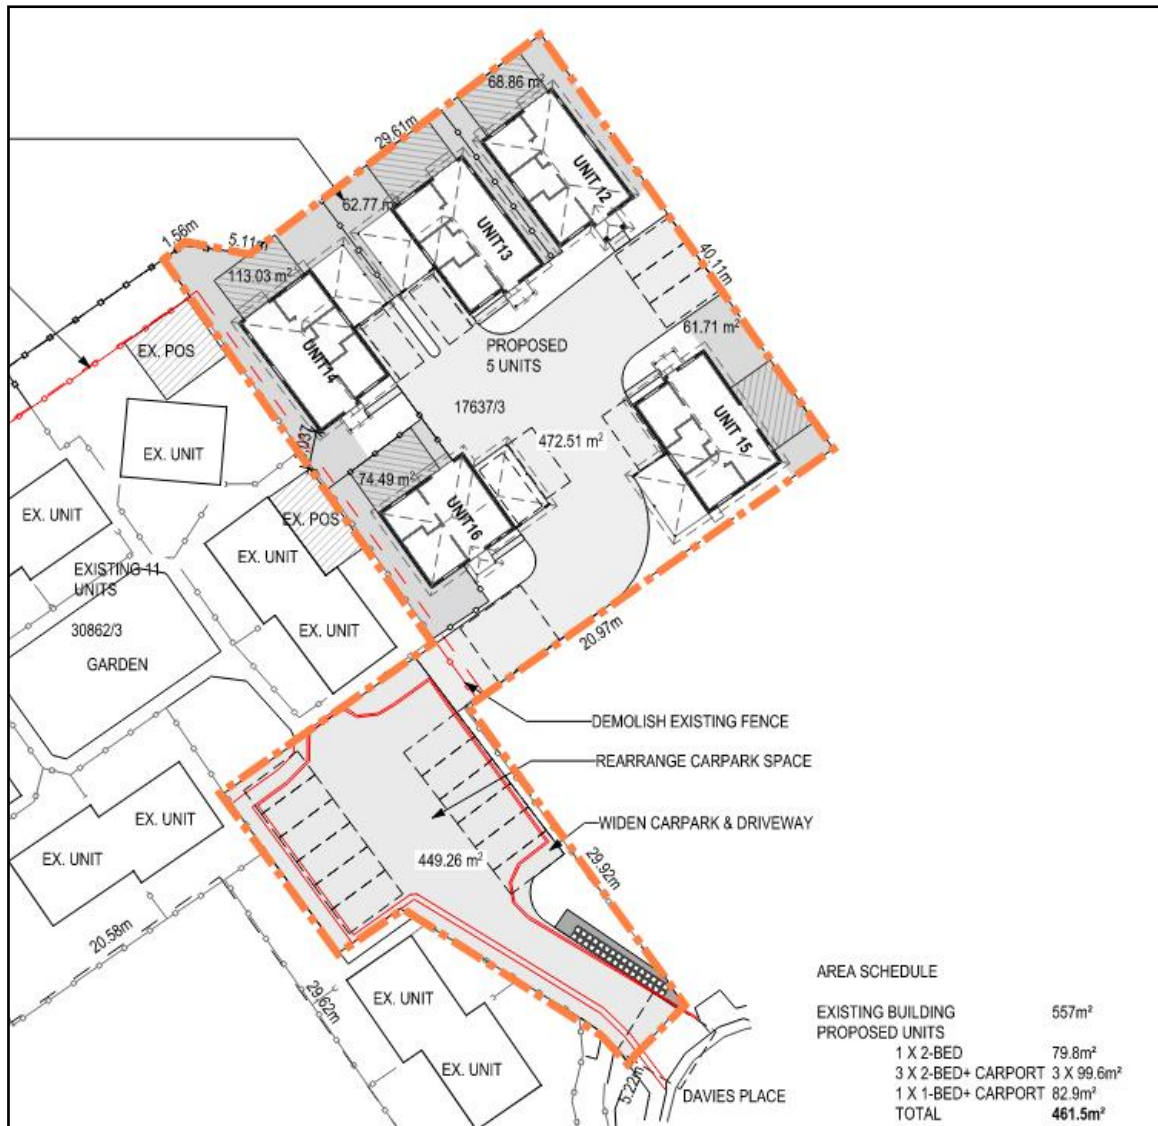 68.86 m²
29.61m
UNIT 12
62.77 m
1.56m
5.11m
UNIT13
113.03 m²
40.11m
61.71 m²
EX. POS
UNIT14
PROPOSED
5 UNITS
17637/3
UNIT 15
472.51 m²
EX. UNIT
74.49 m²
UNIT16
EX. UNIT
EX. POS
EX. UNIT
EXISTING 11
UNITS
30862/3
EX. UNIT
GARDEN
20.97m
DEMOLISH EXISTING FENCE
REARRANGE CARPARK SPACE
EX. UNIT
WIDEN CARPARK & DRIVEWAY
EX. UNIT
449.26 m²
29.92m
20.58m
29.62m
EX. UNIT
EX. UNIT
5.22m
DAVIES PLACE
AREA SCHEDULE
EXISTING BUILDING 557m²
PROPOSED UNITS
1 X 2-BED 79.8m²
3 X 2-BED+ CARPORT 3 X 99.6m²
1 X 1-BED+ CARPORT 82.9m²
TOTAL 461.5m²